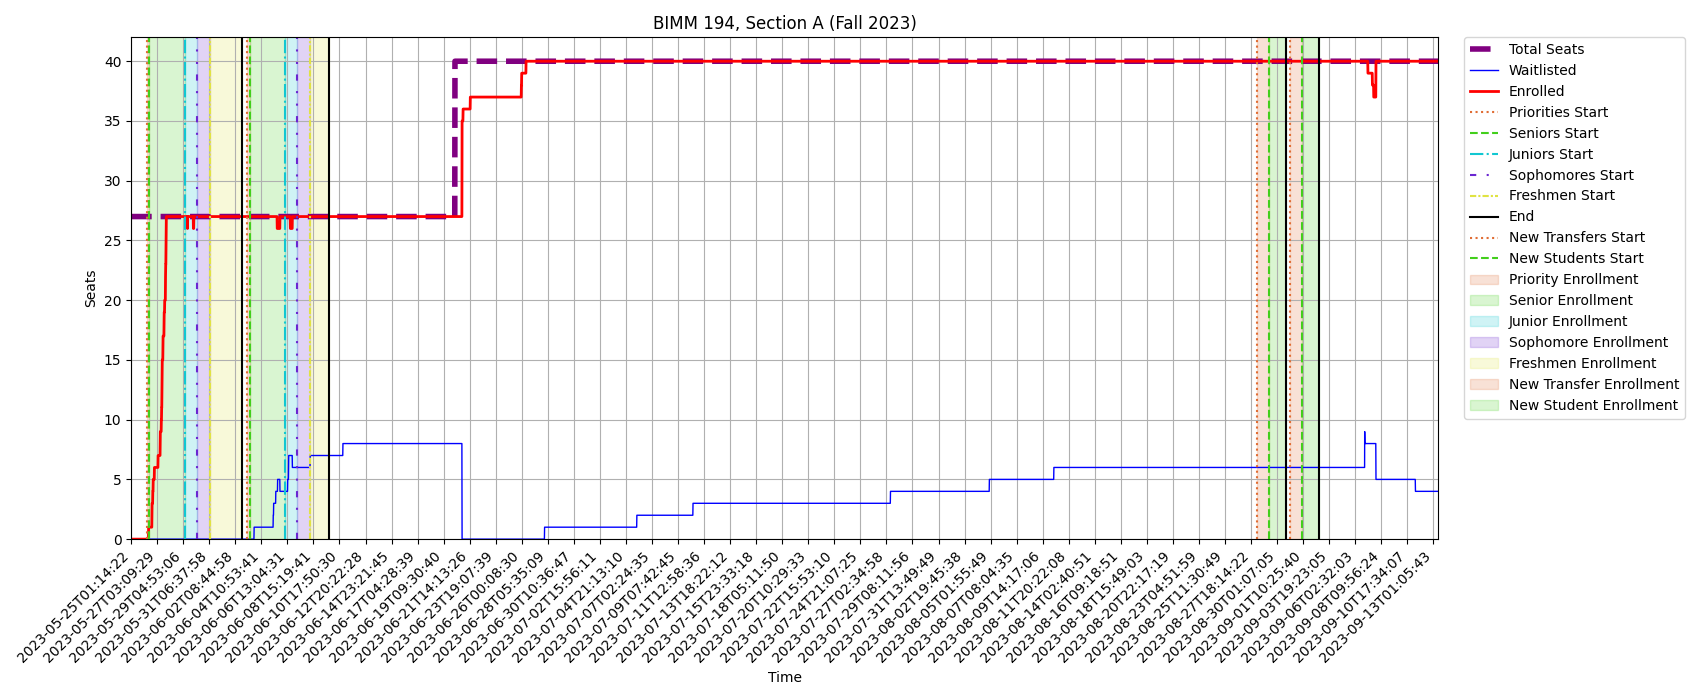 BIMM 194, Section A (Fall 2023)
Seats
40
35
30
25
20
15
10
5
0
2023-05-25T01:14:22
2023-05-27T03:09:29
2023-05-29T04:53:06
2023-05-31T06:37:58
2023-06-02T08:44:58
2023-06-04T10:53:41
2023-06-06T13:04:31
2023-06-08T15:19:41
2023-06-10T17:50:30
2023-06-12T20:22:28
2023-06-14T23:21:45
2023-06-17T04:28:39
2023-06-19T09:30:40
2023-06-21T14:13:26
2023-06-23T19:07:39
2023-06-26T00:08:30
2023-06-28T05:35:09
2023-06-30T10:36:47
2023-07-02T15:56:11
2023-07-04T21:13:10
2023-07-07T02:24:35
2023-07-09T07:42:45
2023-07-11T12:58:36
2023-07-13T18:22:12
2023-07-15T23:33:18
2023-07-18T05:11:50
2023-07-20T10:29:33
2023-07-22T15:53:10
2023-07-24T21:07:25
2023-07-27T02:34:58
2023-07-29T08:11:56
2023-07-31T13:49:49
2023-08-02T19:45:38
2023-08-05T01:55:49
2023-08-07T08:04:35
2023-08-09T14:17:06
2023-08-11T20:22:08
2023-08-14T02:40:51
2023-08-16T09:18:51
2023-08-18T15:49:03
2023-08-20T22:17:19
2023-08-23T04:51:59
2023-08-25T11:30:49
2023-08-27T18:14:22
2023-08-30T01:07:05
2023-09-01T10:25:40
2023-09-03T19:23:05
2023-09-06T02:32:03
2023-09-08T09:56:24
2023-09-10T17:34:07
2023-09-13T01:05:43
Time
Total Seats
Waitlisted
Enrolled
Priorities Start
Seniors Start
Juniors Start
Sophomores Start
Freshmen Start
End
New Transfers Start
New Students Start
Priority Enrollment
Senior Enrollment
Junior Enrollment
Sophomore Enrollment
Freshmen Enrollment
New Transfer Enrollment
New Student Enrollment